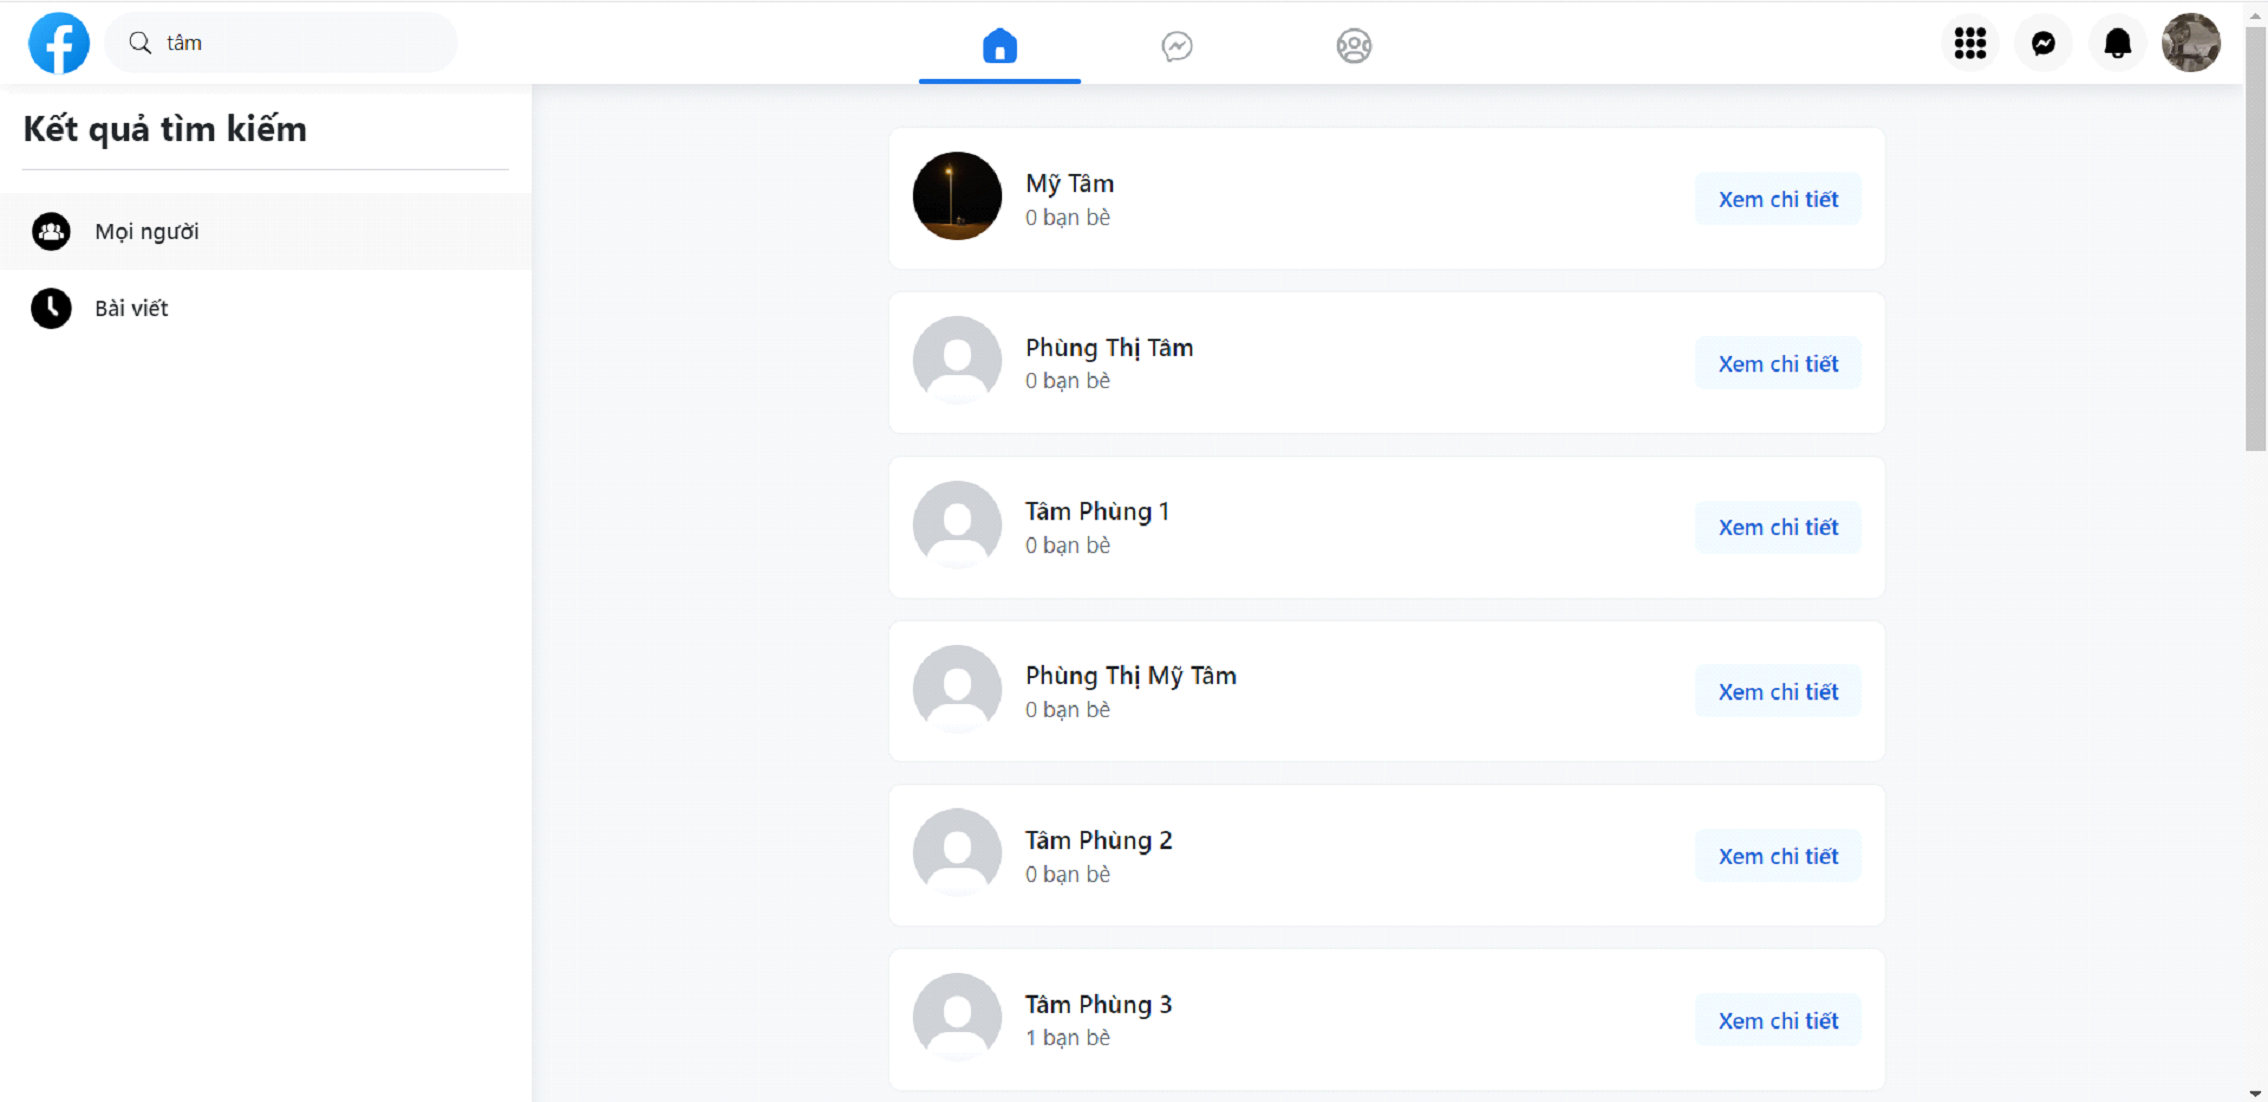 tâm
Kết quả tìm kiếm
Mọi người
Bài viết
Mỹ Tâm
0 bạn bè
Xem chi tiết
Phùng Thị Tâm
0 bạn bè
Xem chi tiết
Tâm Phùng 1
0 bạn bè
Xem chi tiết
Phùng Thị Mỹ Tâm
0 bạn bè
Xem chi tiết
Tâm Phùng 2
0 bạn bè
Xem chi tiết
Tâm Phùng 3
1 bạn bè
Xem chi tiết